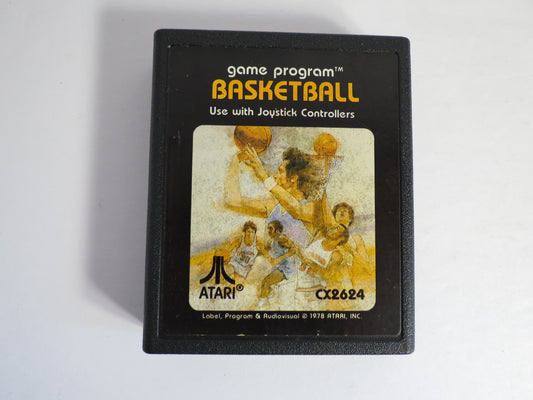 game program™
BASKETBALL
Use with Joystick Controllers
ATARI®
CX2624
Label, Program & Audiovisual © 1978 ATARI, INC.